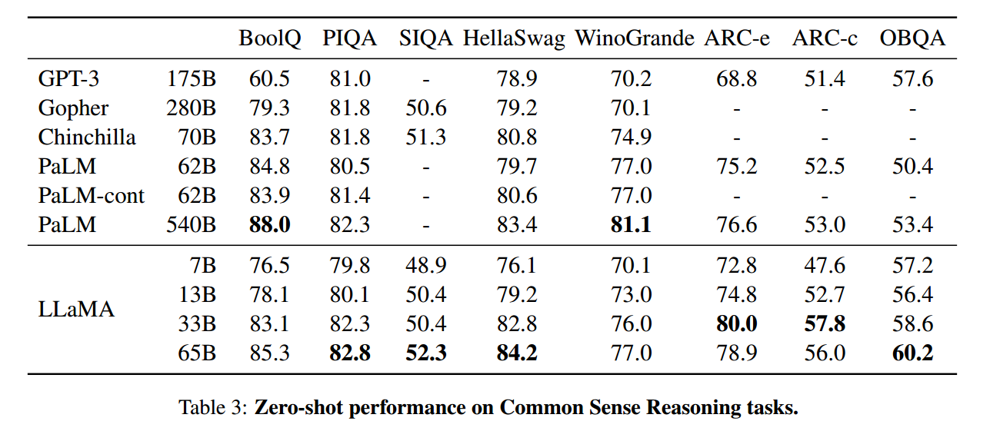 BoolQ PIQA SIQA HellaSwag WinoGrande ARC-e ARC-c OBQA
GPT-3 175B 60.5 81.0 - 78.9 70.2 68.8 51.4 57.6
Gopher 280B 79.3 81.8 50.6 79.2 70.1 - - -
Chinchilla 70B 83.7 81.8 51.3 80.8 74.9 - - -
PaLM 62B 84.8 80.5 - 79.7 77.0 75.2 52.5 50.4
PaLM-cont 62B 83.9 81.4 - 80.6 77.0 - - -
PaLM 540B 88.0 82.3 - 83.4 81.1 76.6 53.0 53.4
7B 76.5 79.8 48.9 76.1 70.1 72.8 47.6 57.2
13B 78.1 80.1 50.4 79.2 73.0 74.8 52.7 56.4
LLaMA
33B 83.1 82.3 50.4 82.8 76.0 80.0 57.8 58.6
65B 85.3 82.8 52.3 84.2 77.0 78.9 56.0 60.2
Table 3: Zero-shot performance on Common Sense Reasoning tasks.